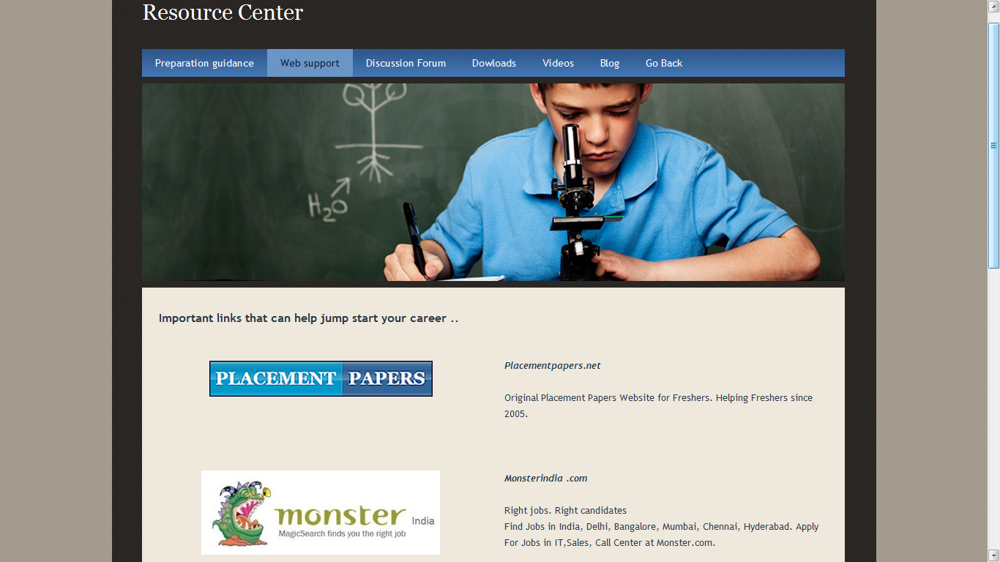 Resource Center
Preparation guidance
Web support
Discussion Forum
Dowloads
Videos
Blog
Go Back
H2O
Important links that can help jump start your career ..
PLACEMENT PAPERS
Placementpapers.net
Original Placement Papers Website for Freshers. Helping Freshers since
2005.
monster India
MagicSearch finds you the right job
Monsterindia .com
Right jobs. Right candidates
Find Jobs in India, Delhi, Bangalore, Mumbai, Chennai, Hyderabad. Apply
For Jobs in IT,Sales, Call Center at Monster.com.